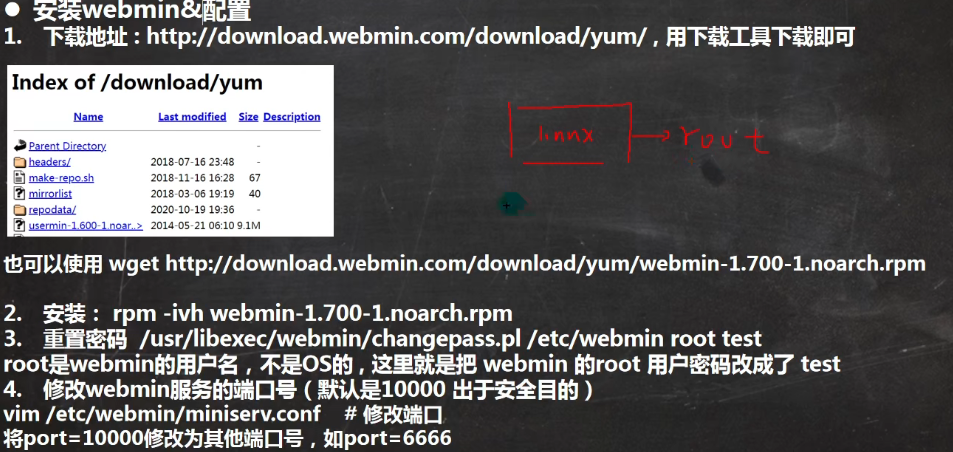 ● 安装webmin&配置
1. 下载地址：http://download.webmin.com/download/yum/，用下载工具下载即可
Index of /download/yum
Name Last modified Size Description
Parent Directory -
headers/ 2018-07-16 23:48 -
make-repo.sh 2018-11-16 16:28 67
mirrorlist 2018-03-06 19:19 40
repodata/ 2020-10-19 19:36 -
usermin-1.600-1.noar..> 2014-05-21 06:10 9.1M
linnx → rout
也可以使用 wget http://download.webmin.com/download/yum/webmin-1.700-1.noarch.rpm
2. 安装： rpm -ivh webmin-1.700-1.noarch.rpm
3. 重置密码 /usr/libexec/webmin/changepass.pl /etc/webmin root test
root是webmin的用户名，不是OS的，这里就是把 webmin 的root 用户密码改成了 test
4. 修改webmin服务的端口号（默认是10000 出于安全目的）
vim /etc/webmin/miniserv.conf # 修改端口
将port=10000修改为其他端口号，如port=6666